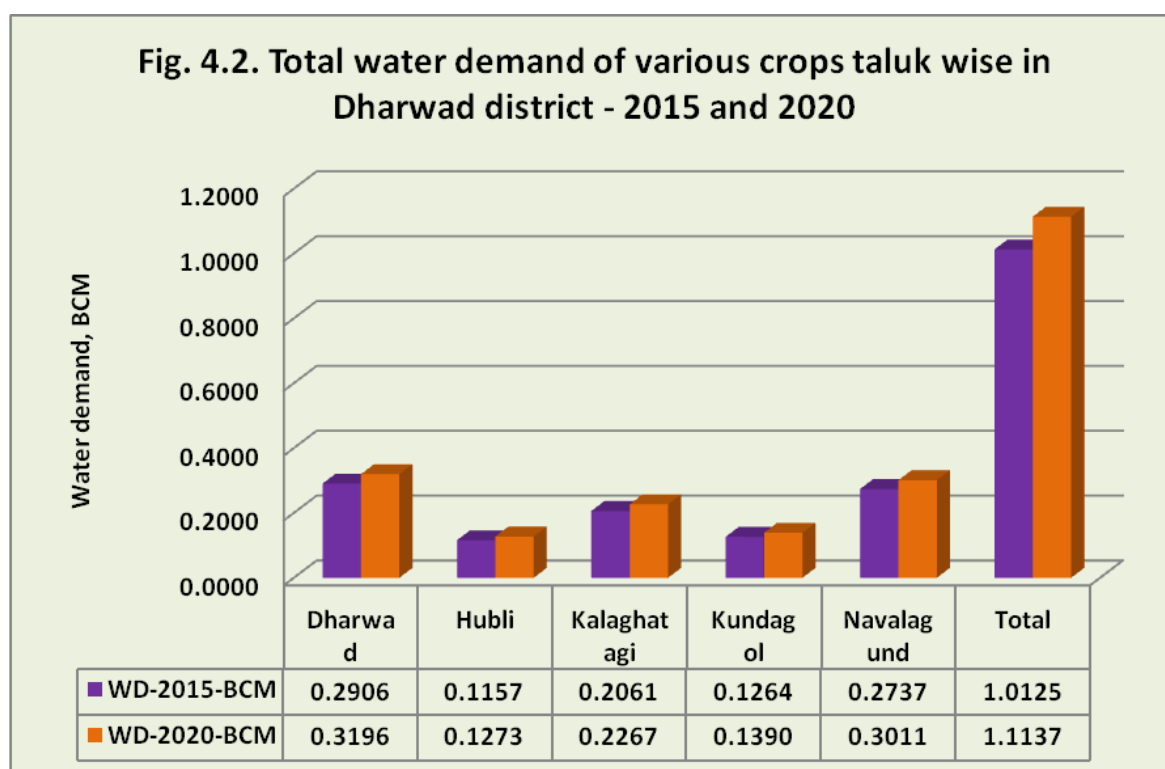 Fig. 4.2. Total water demand of various crops taluk wise in
Dharwad district - 2015 and 2020
Water demand, BCM
1.2000
1.0000
0.8000
0.6000
0.4000
0.2000
0.0000
Dharwa
d
Hubli
Kalaghat
agi
Kundag
ol
Navalag
und
Total
WD-2015-BCM 0.2906 0.1157 0.2061 0.1264 0.2737 1.0125
WD-2020-BCM 0.3196 0.1273 0.2267 0.1390 0.3011 1.1137